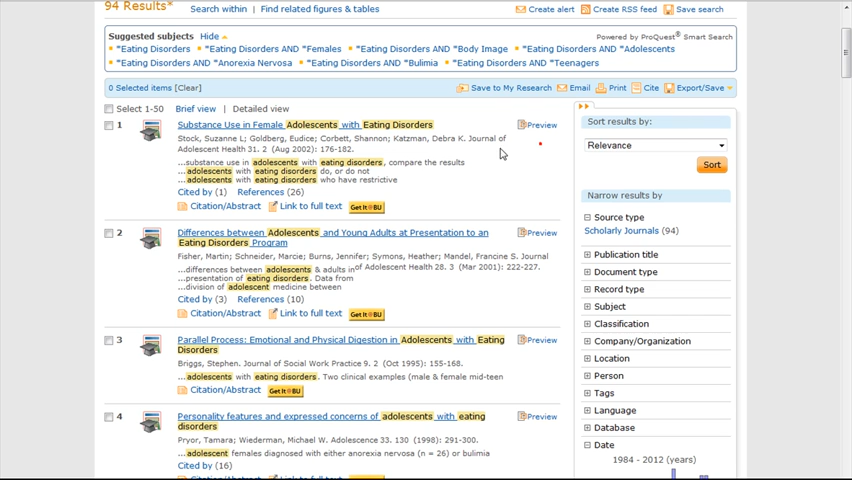 94 Results*
Search within | Find related figures & tables
Create alert Create RSS feed Save search
Suggested subjects Hide
Powered by ProQuest® Smart Search
*Eating Disorders *Eating Disorders AND *Females *Eating Disorders AND *Body Image *Eating Disorders AND *Adolescents
*Eating Disorders AND *Anorexia Nervosa *Eating Disorders AND *Bulimia *Eating Disorders AND *Teenagers
0 Selected items [Clear]
Save to My Research Email Print Cite Export/Save
Select 1-50 Brief view | Detailed view
1 Substance Use in Female Adolescents with Eating Disorders
Preview
Stock, Suzanne L; Goldberg, Eudice; Corbett, Shannon; Katzman, Debra K. Journal of
Adolescent Health 31. 2 (Aug 2002): 176-182.
...substance use in adolescents with eating disorders, compare the results
...adolescents with eating disorders do, or do not
...adolescents with eating disorders who have restrictive
Cited by (1) References (26)
Citation/Abstract Link to full text Get It@BU
2 Differences between Adolescents and Young Adults at Presentation to an
Eating Disorders Program
Preview
Fisher, Martin; Schneider, Marcie; Burns, Jennifer; Symons, Heather; Mandel, Francine S. Journal
of Adolescent Health 28. 3 (Mar 2001): 222-227.
...differences between adolescents & adults in
...presentation of eating disorders. Data from
...division of adolescent medicine between
Cited by (3) References (10)
Citation/Abstract Link to full text Get It@BU
3 Parallel Process: Emotional and Physical Digestion in Adolescents with Eating
Disorders
Preview
Briggs, Stephen. Journal of Social Work Practice 9. 2 (Oct 1995): 155-168.
...adolescents with eating disorders. Two clinical examples (male & female mid-teen
Citation/Abstract Get It@BU
4 Personality features and expressed concerns of adolescents with eating
disorders
Preview
Pryor, Tamara; Wiederman, Michael W. Adolescence 33. 130 (1998): 291-300.
...adolescent females diagnosed with either anorexia nervosa (n = 26) or bulimia
Cited by (16)
Citation/Abstract Link to full text
Sort results by:
Relevance
Sort
Narrow results by
Source type
Scholarly Journals (94)
Publication title
Document type
Record type
Subject
Classification
Company/Organization
Location
Person
Tags
Language
Database
Date
1984 - 2012 (years)